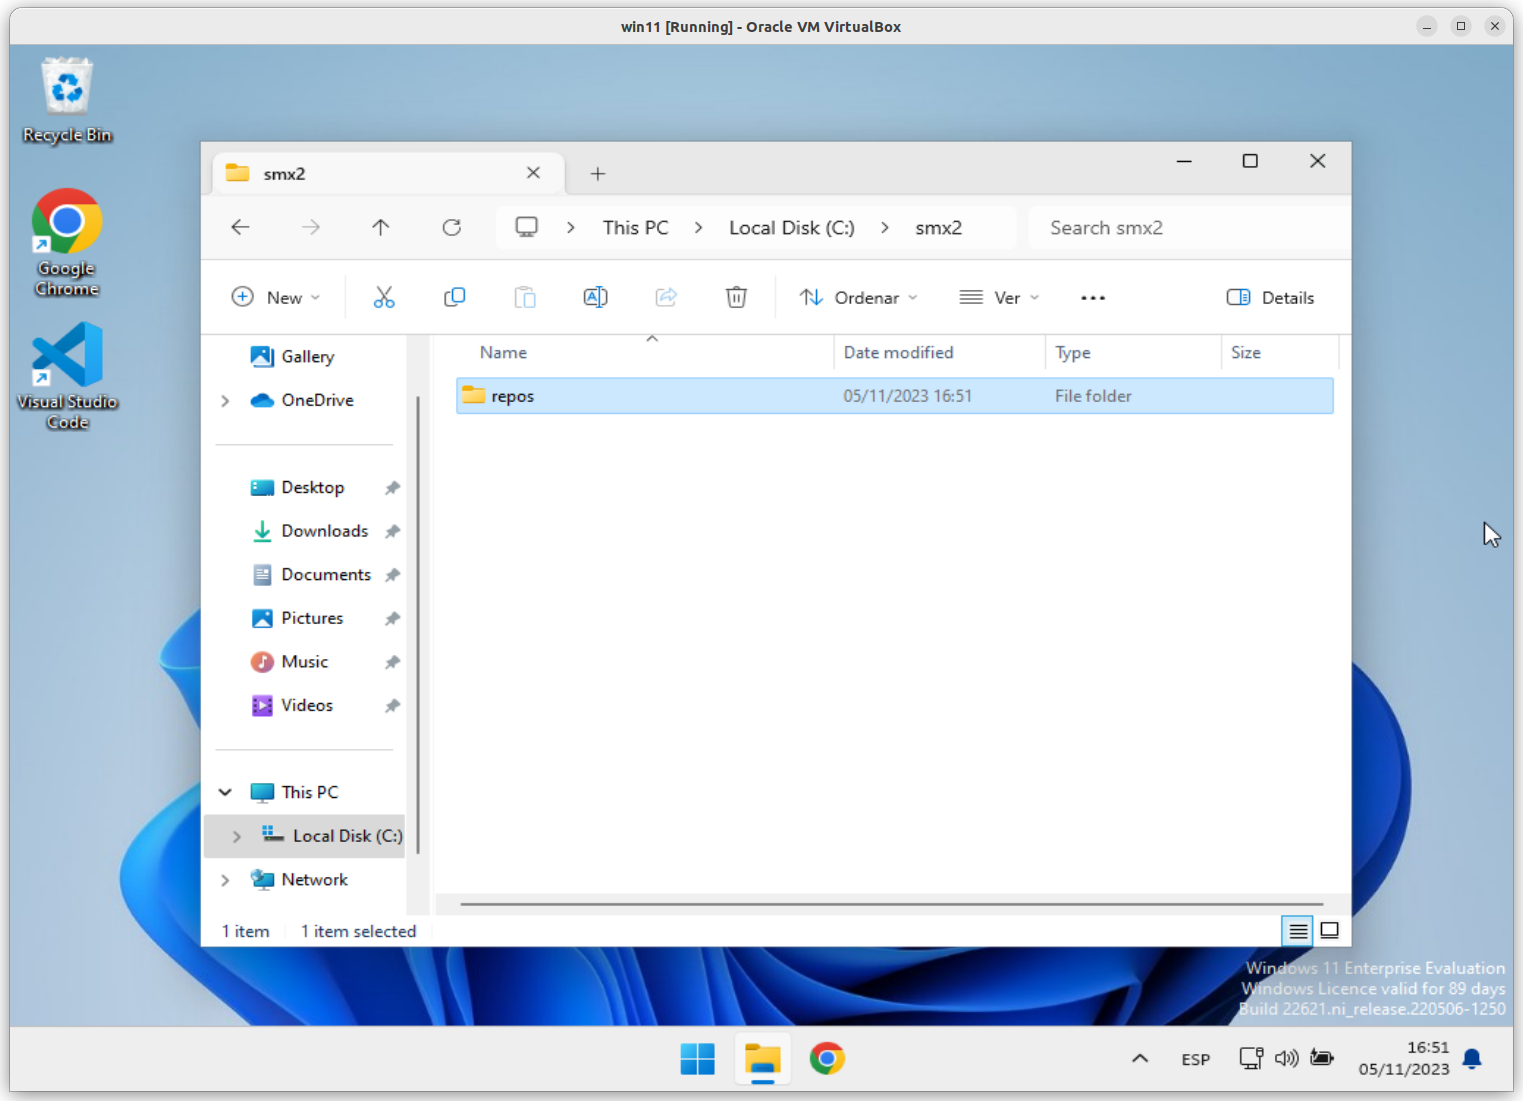 win11 [Running] - Oracle VM VirtualBox
Recycle Bin
Google
Chrome
Visual Studio
Code
smx2
This PC
Local Disk (C:)
smx2
Search smx2
New
Ordenar
Ver
Details
Gallery
OneDrive
Desktop
Downloads
Documents
Pictures
Music
Videos
This PC
Local Disk (C:)
Network
Name
Date modified
Type
Size
repos
05/11/2023 16:51
File folder
1 item
1 item selected
Windows 11 Enterprise Evaluation
Windows Licence valid for 89 days
Build 22621.ni_release.220506-1250
ESP
16:51
05/11/2023